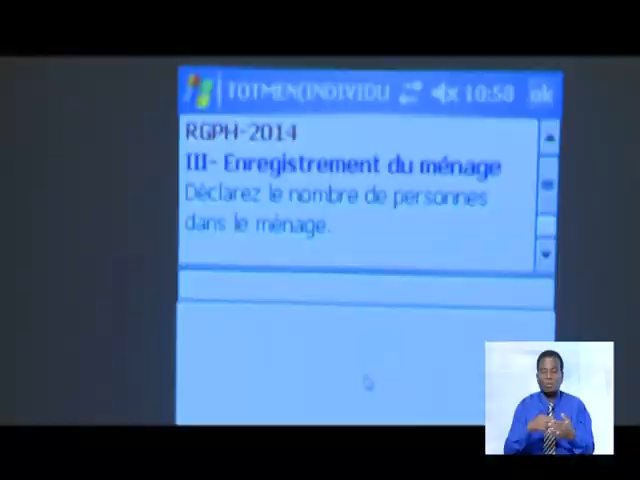 TOTMEN(INDIVIDU 10:58 ok
RGPH-2014
III- Enregistrement du ménage
Déclarez le nombre de personnes
dans le ménage.